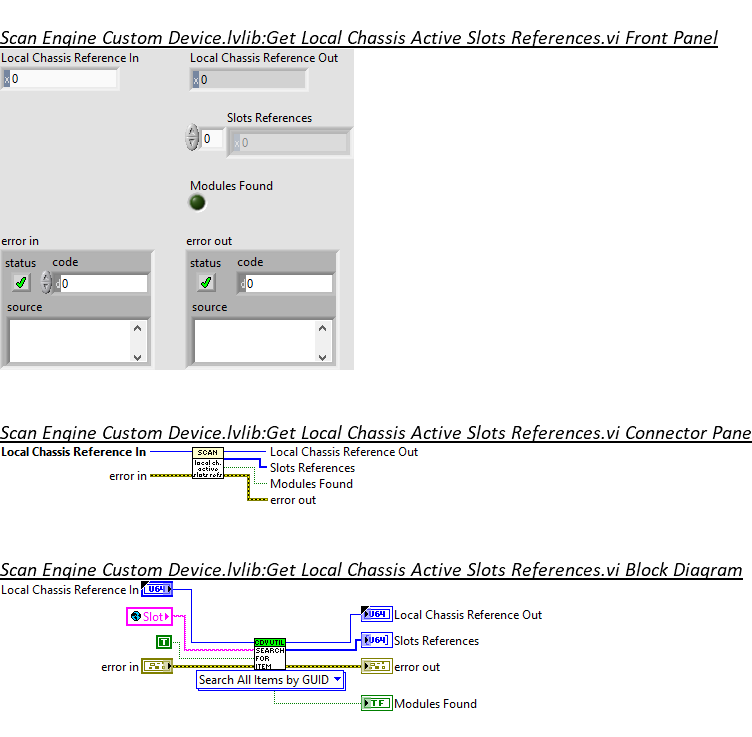 Scan Engine Custom Device.lvlib:Get Local Chassis Active Slots References.vi Front Panel
Local Chassis Reference In Local Chassis Reference Out
x 0 x 0
Slots References
0 x 0
Modules Found
error in error out
status code status code
d 0 d 0
source source
Scan Engine Custom Device.lvlib:Get Local Chassis Active Slots References.vi Connector Pane
Local Chassis Reference In SCAN Local Chassis Reference Out
local ch. Slots References
error in active Modules Found
slots refs error out
Scan Engine Custom Device.lvlib:Get Local Chassis Active Slots References.vi Block Diagram
Local Chassis Reference In U64
Slot U64 Local Chassis Reference Out
T CDV UTIL U64 Slots References
SEARCH
FOR
error in ITEM error out
Search All Items by GUID
TF Modules Found